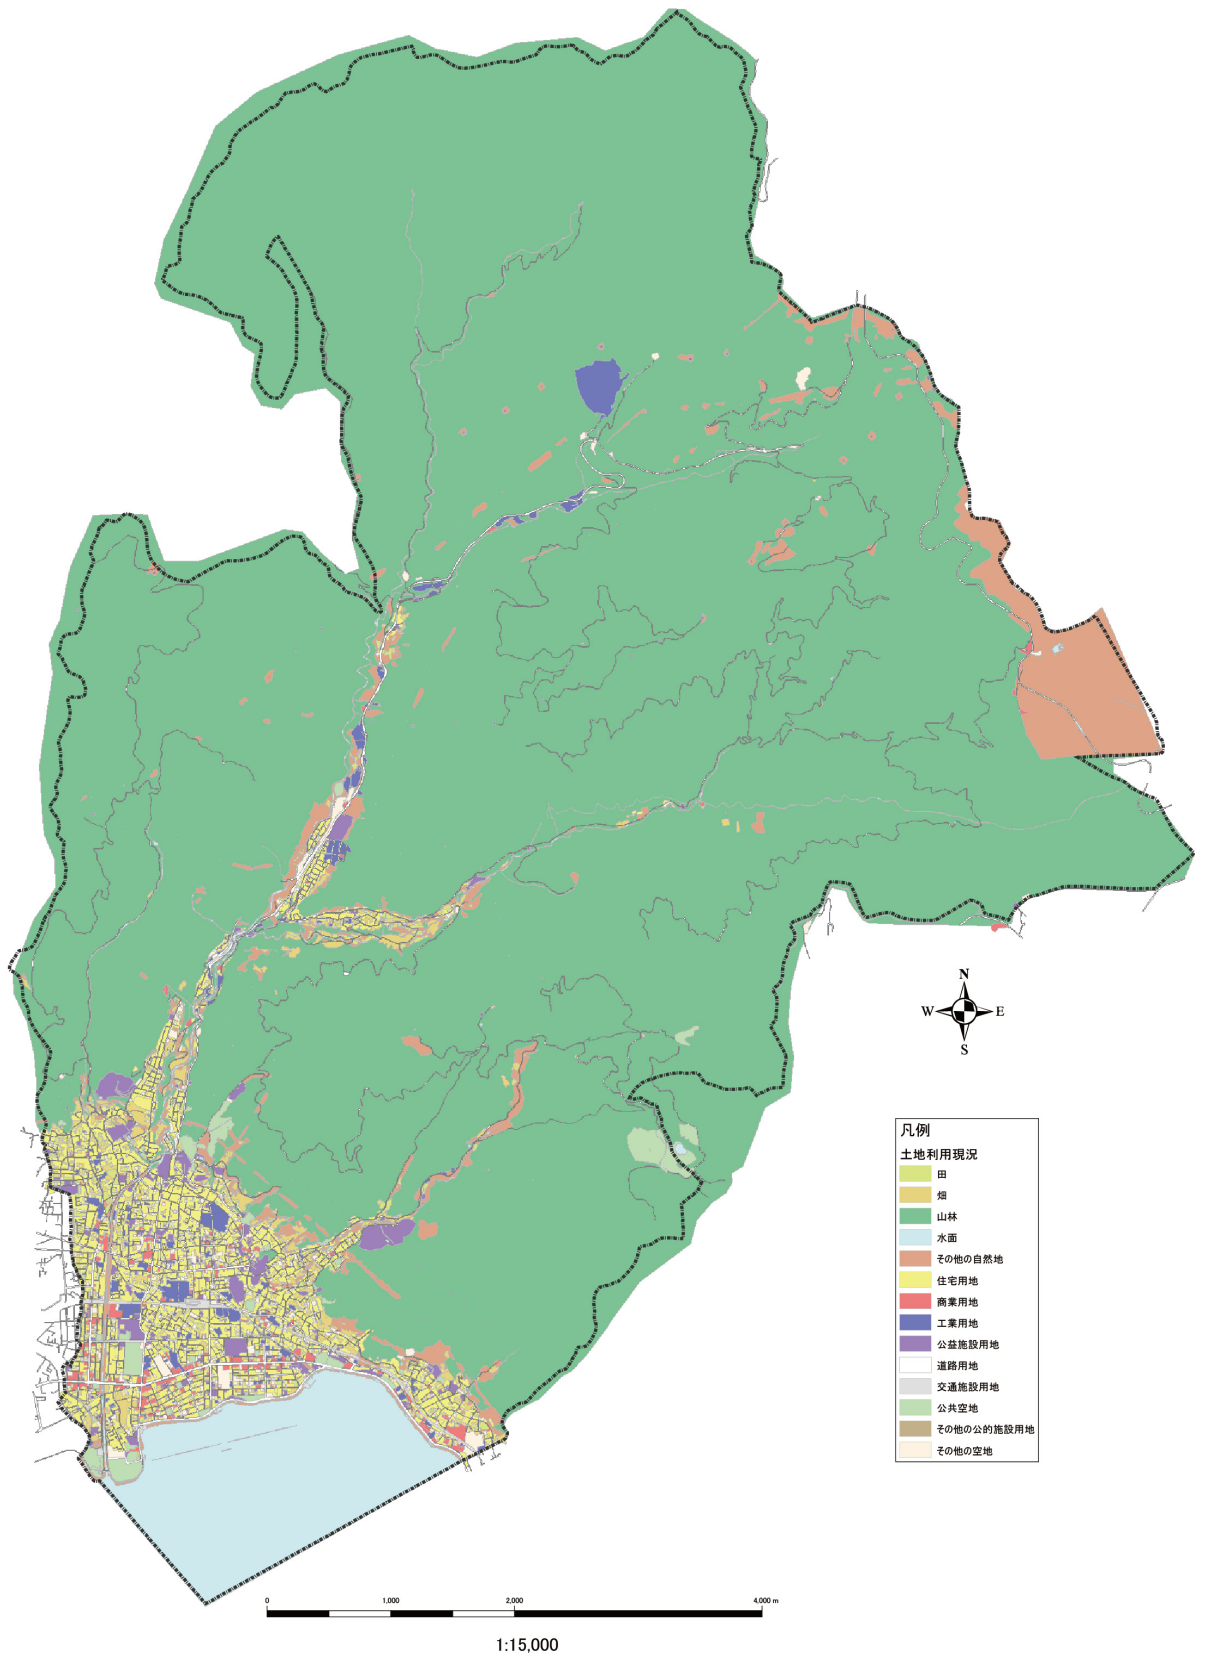 N
W E
S
凡例
土地利用現況
田
畑
山林
水面
その他の自然地
住宅用地
商業用地
工業用地
公益施設用地
道路用地
交通施設用地
公共空地
その他の公的施設用地
その他の空地
0 1,000 2,000 4,000 m
1:15,000